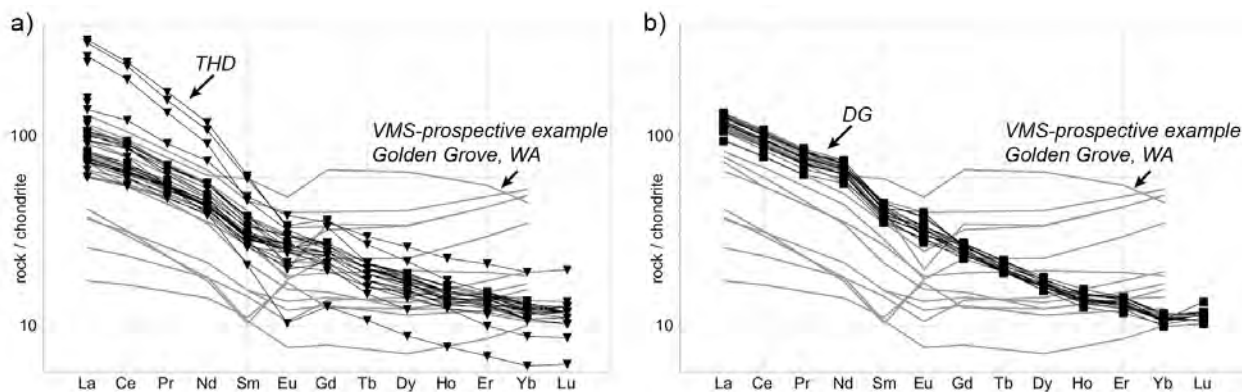 a)
THD
VMS-prospective example
Golden Grove, WA
100
10
rock / chondrite
La Ce Pr Nd Sm Eu Gd Tb Dy Ho Er Yb Lu
b)
DG
VMS-prospective example
Golden Grove, WA
100
10
rock / chondrite
La Ce Pr Nd Sm Eu Gd Tb Dy Ho Er Yb Lu